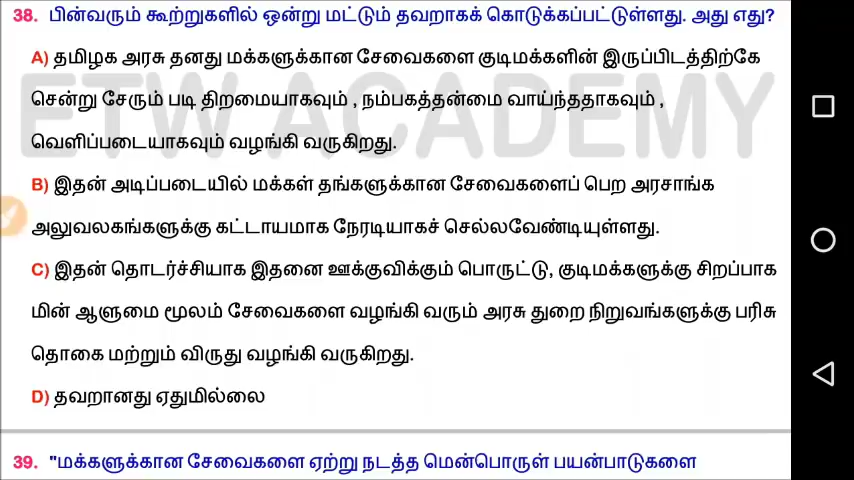 38. பின்வரும் கூற்றுகளில் ஒன்று மட்டும் தவறாகக் கொடுக்கப்பட்டுள்ளது. அது எது?
A) தமிழக அரசு தனது மக்களுக்கான சேவைகளை குடிமக்களின் இருப்பிடத்திற்கே
சென்று சேரும் படி திறமையாகவும் , நம்பகத்தன்மை வாய்ந்ததாகவும் ,
வெளிப்படையாகவும் வழங்கி வருகிறது.
ETW ACADEMY
B) இதன் அடிப்படையில் மக்கள் தங்களுக்கான சேவைகளைப் பெற அரசாங்க
அலுவலகங்களுக்கு கட்டாயமாக நேரடியாகச் செல்லவேண்டியுள்ளது.
C) இதன் தொடர்ச்சியாக இதனை ஊக்குவிக்கும் பொருட்டு, குடிமக்களுக்கு சிறப்பாக
மின் ஆளுமை மூலம் சேவைகளை வழங்கி வரும் அரசு துறை நிறுவங்களுக்கு பரிசு
தொகை மற்றும் விருது வழங்கி வருகிறது.
D) தவறானது ஏதுமில்லை
39. "மக்களுக்கான சேவைகளை ஏற்று நடத்த மென்பொருள் பயன்பாடுகளை